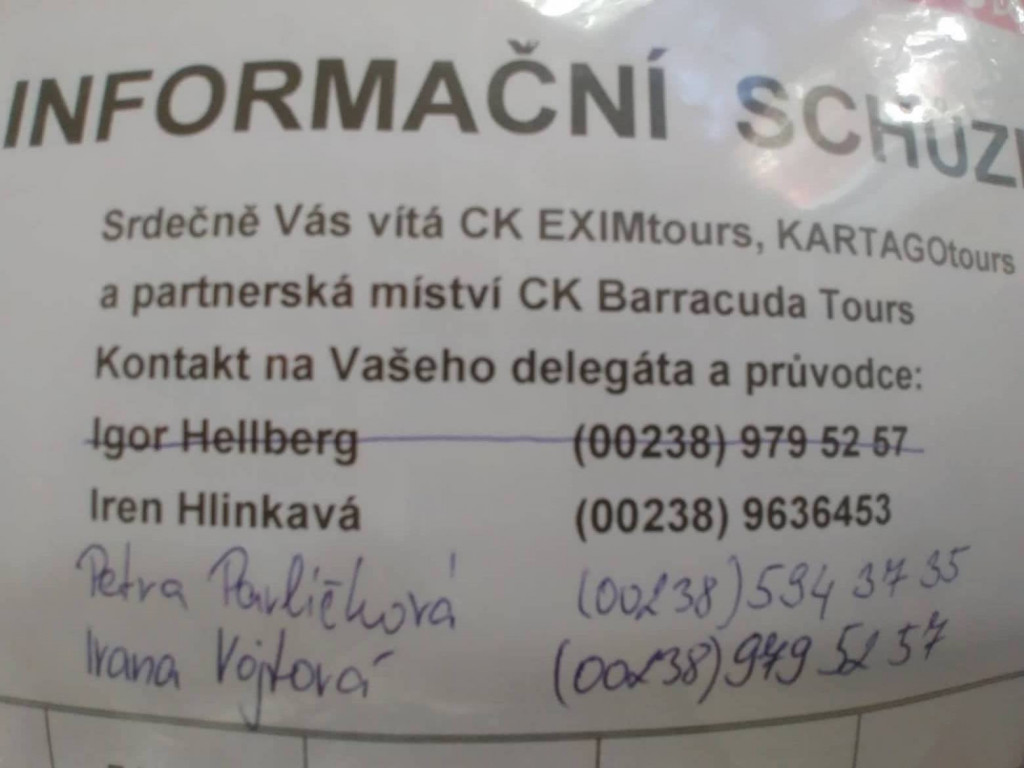 INFORMAČNÍ SCHŮZK
Srdečně Vás vítá CK EXIMtours, KARTAGOtours
a partnerská míství CK Barracuda Tours
Kontakt na Vašeho delegáta a průvodce:
Igor Hellberg (00238) 979 52 57
Iren Hlinkavá (00238) 9636453
Petra Pavlíčková (00238) 594 37 35
Ivana Vojtová (00238) 979 52 57